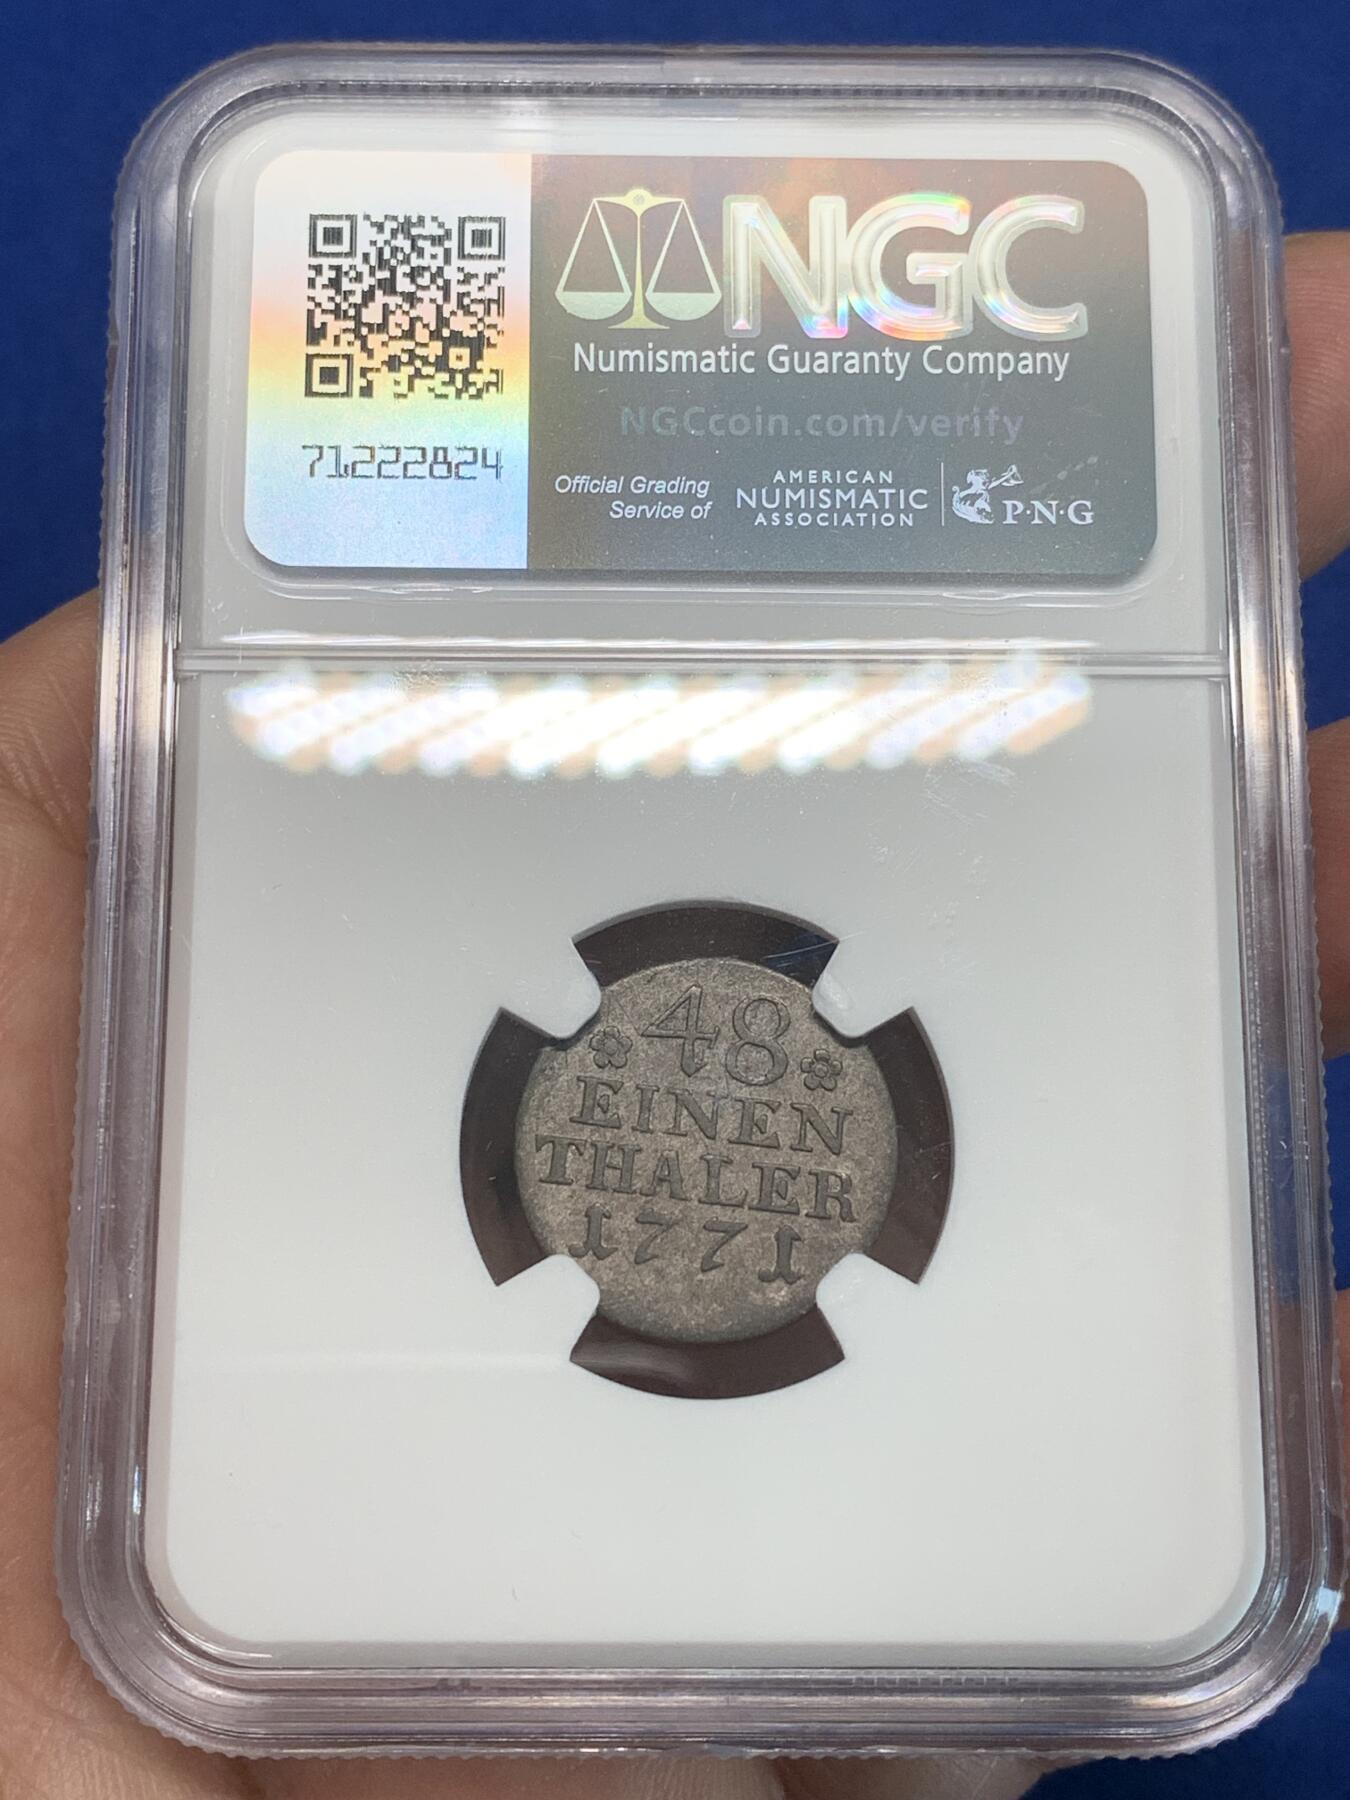 NGC
Numismatic Guaranty Company
NGCcoin.com/verify
71222824
Official Grading
Service of
AMERICAN
NUMISMATIC
ASSOCIATION
P·N·G
48
EINEN
THALER
1771